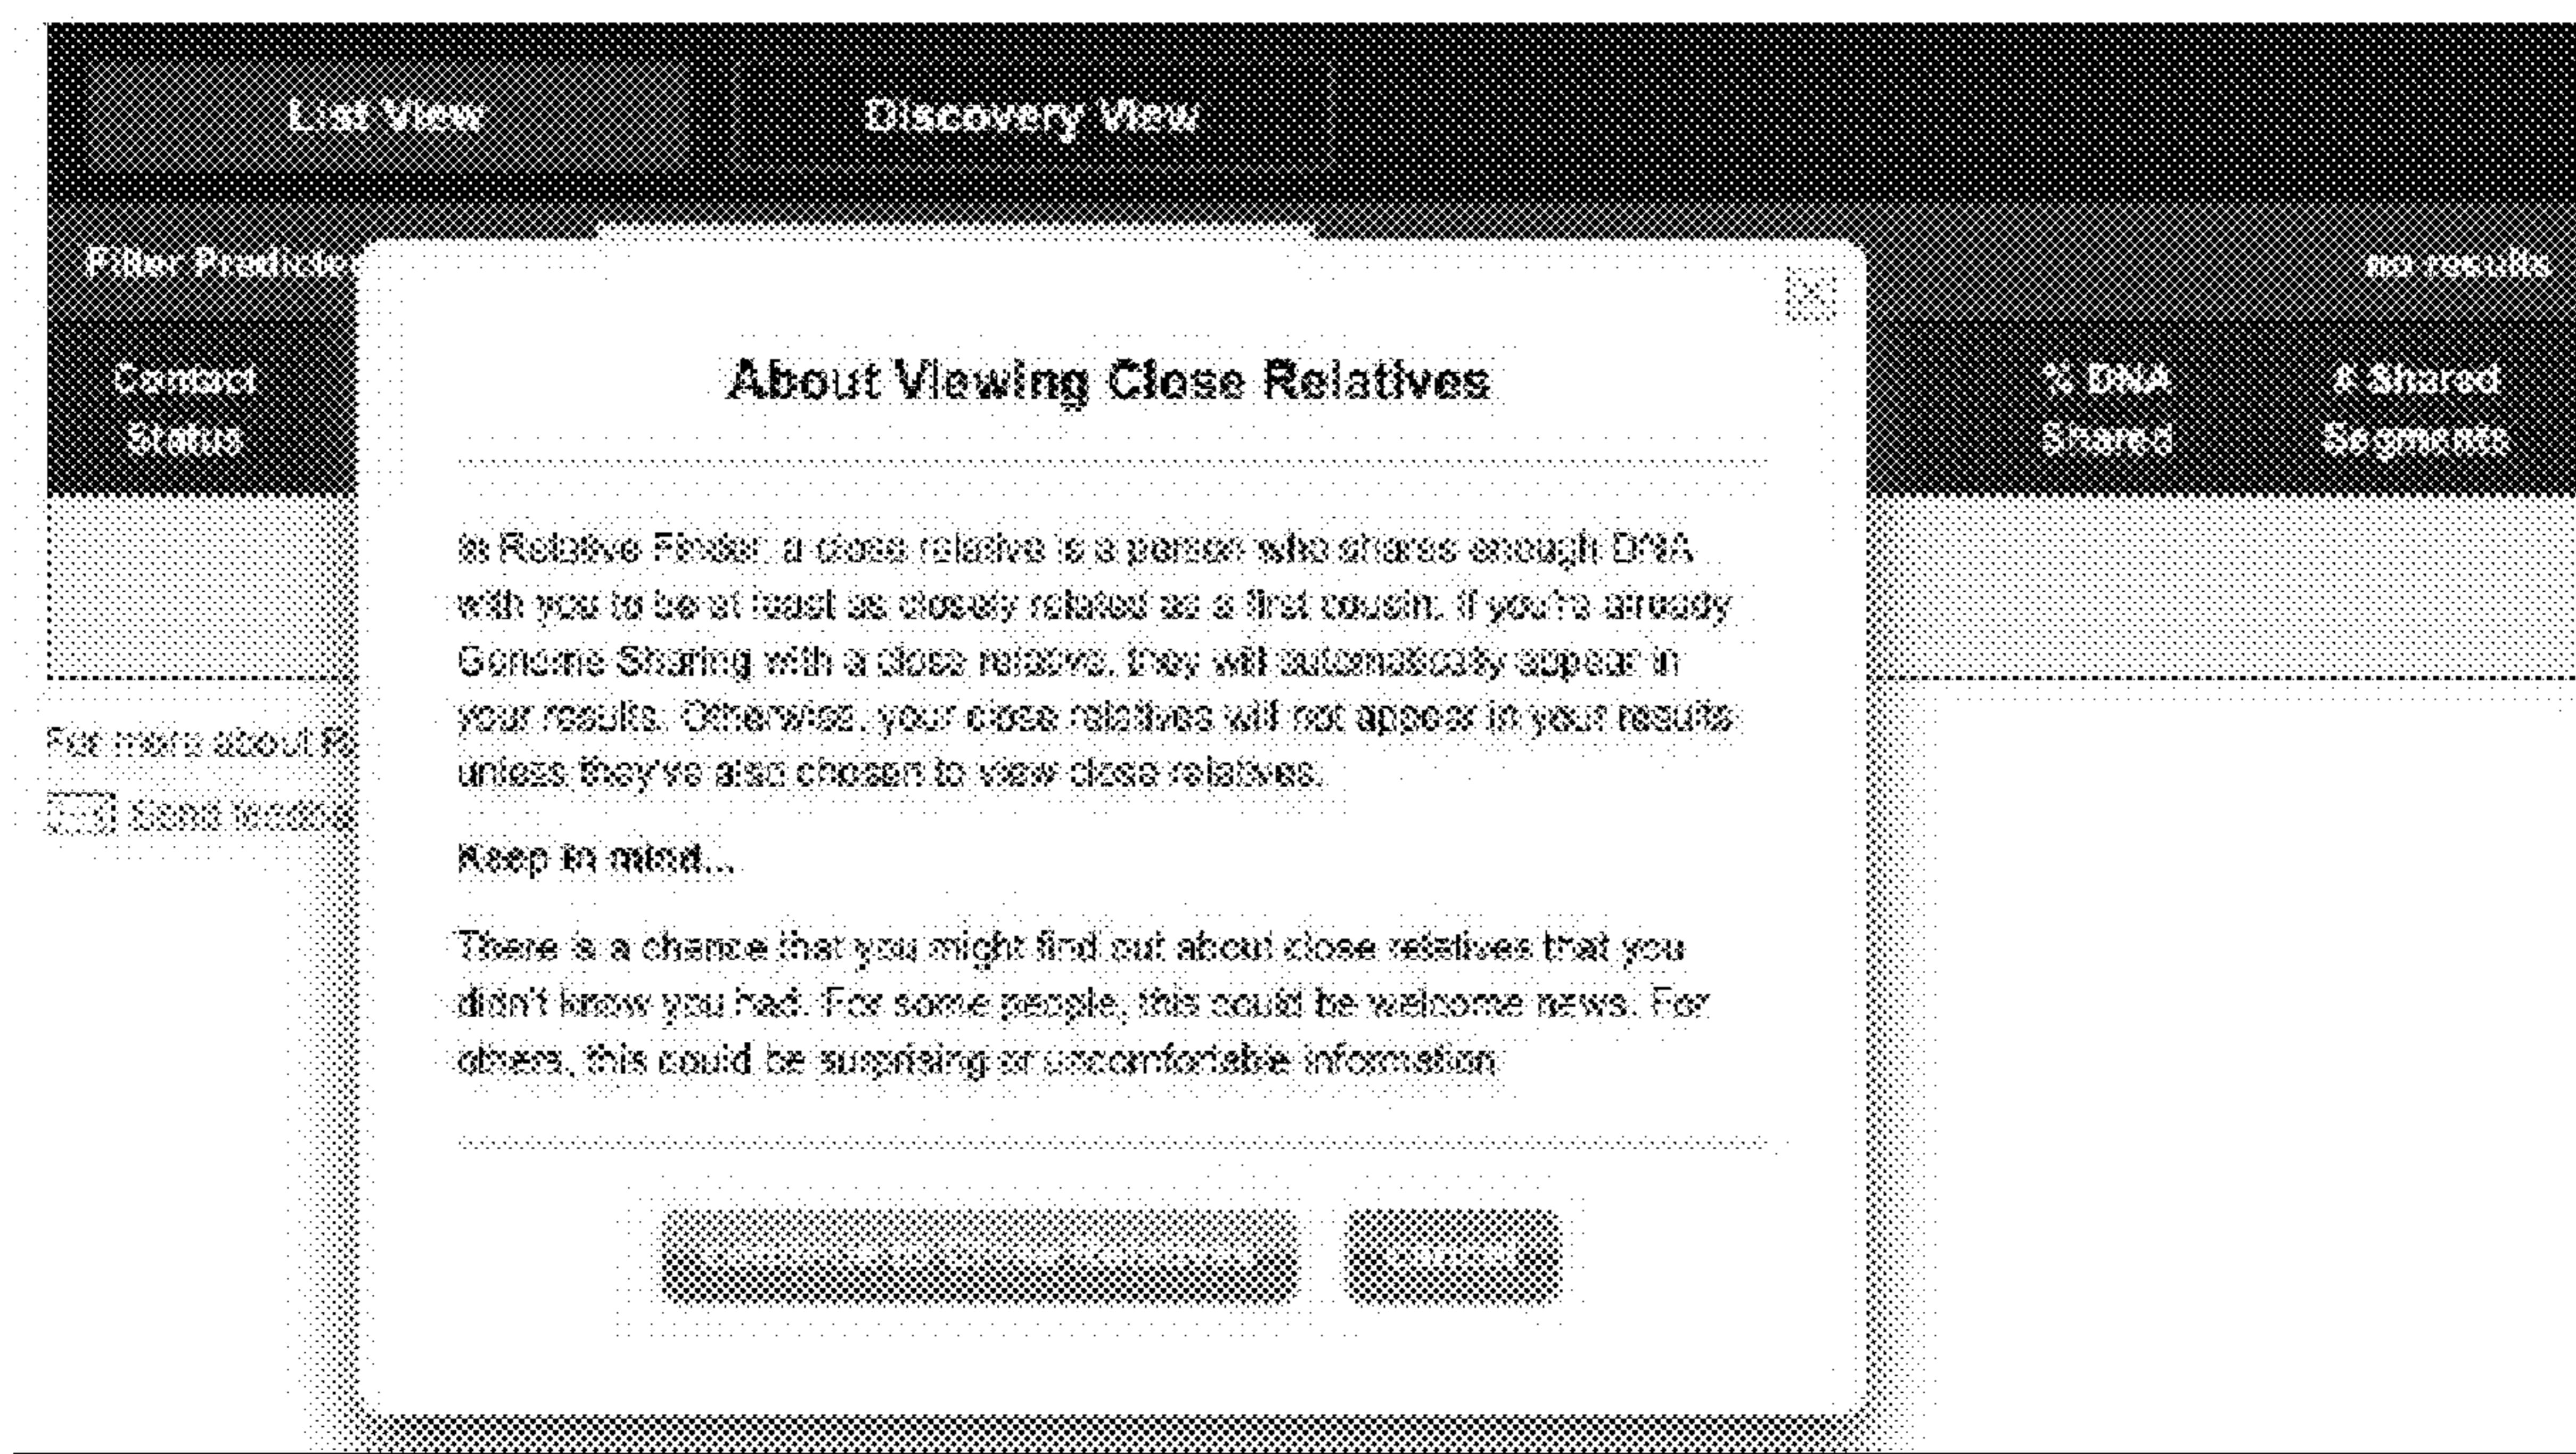 List View
Discovery View
Filter Predicted
no results
Contact
Status
% DNA
Shared
# Shared
Segments
About Viewing Close Relatives
In Relative Finder, a close relative is a person who shares enough DNA
with you to be at least as closely related as a first cousin. If you're already
Genome Sharing with a close relative, they will automatically appear in
your results. Otherwise, your close relatives will not appear in your results
unless they've also chosen to view close relatives.
For more about R
Send feedb
Keep in mind...
There is a chance that you might find out about close relatives that you
didn't know you had. For some people, this could be welcome news. For
others, this could be surprising or uncomfortable information.